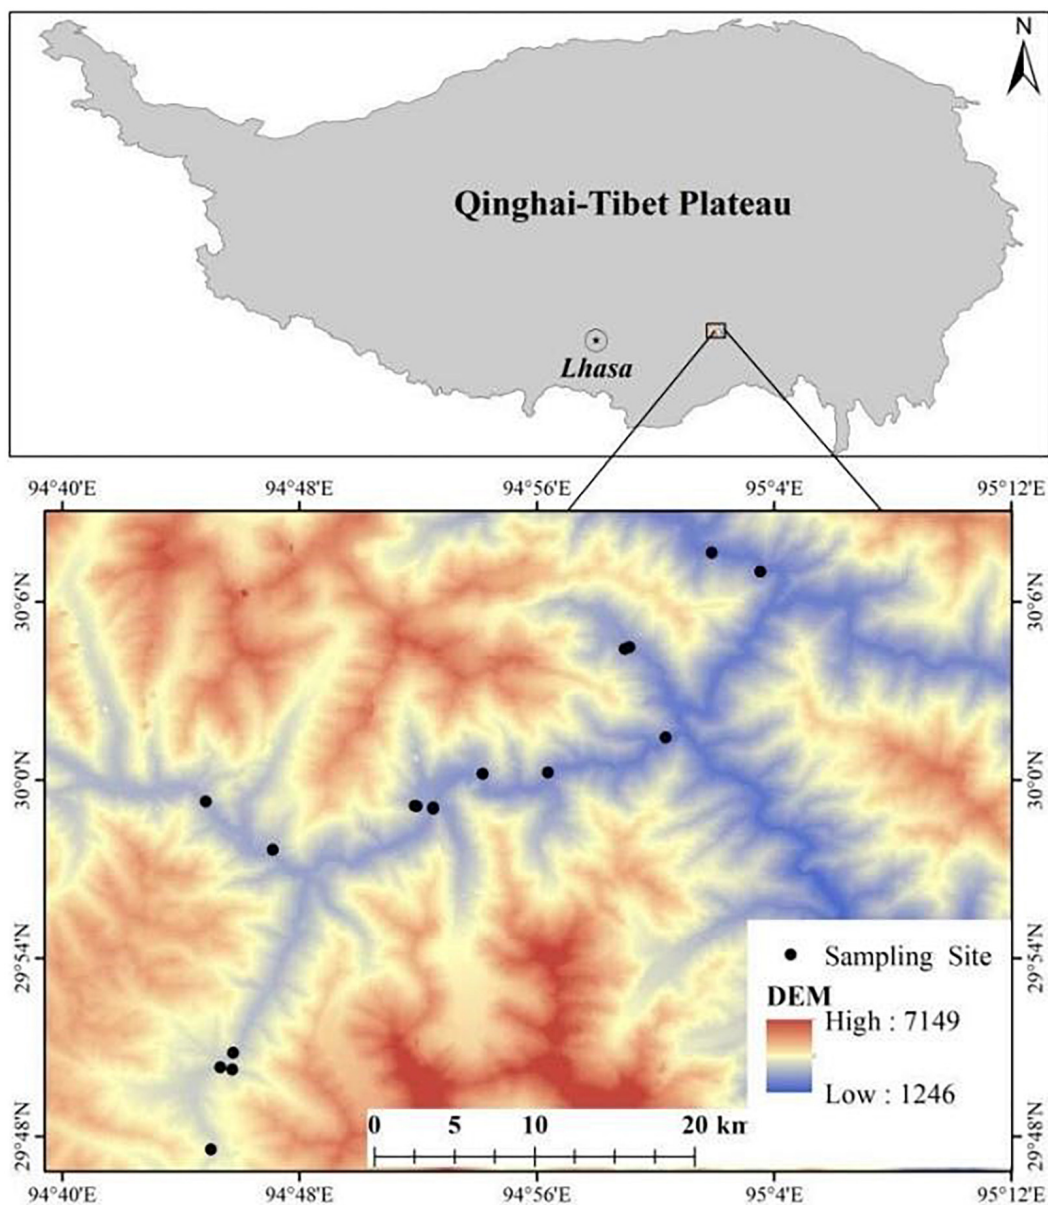 N
Qinghai-Tibet Plateau
Lhasa
94°40'E 94°48'E 94°56'E 95°4'E 95°12'E
30°6'N 30°6'N
30°0'N 30°0'N
29°54'N 29°54'N
Sampling Site
DEM
High : 7149
Low : 1246
29°48'N 29°48'N
0 5 10 20 km
94°40'E 94°48'E 94°56'E 95°4'E 95°12'E